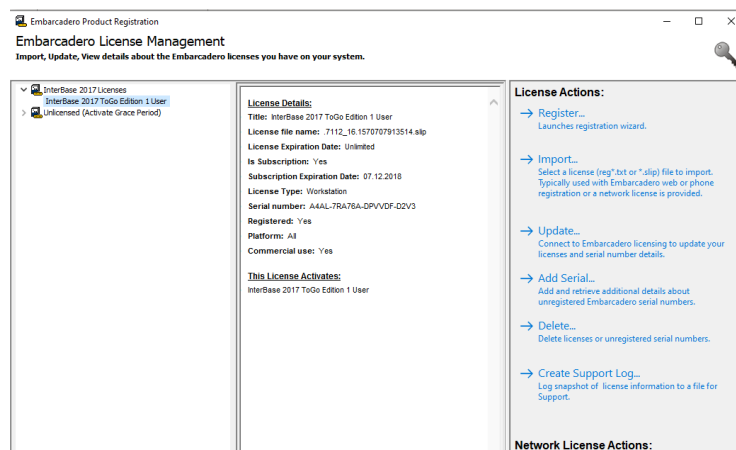 Embarcadero Product Registration
Embarcadero License Management
Import, Update, View details about the Embarcadero licenses you have on your system.
InterBase 2017 Licenses
InterBase 2017 ToGo Edition 1 User
Unlicensed (Activate Grace Period)
License Details:
Title: InterBase 2017 ToGo Edition 1 User
License file name: .7112_16.1570707913514.slip
License Expiration Date: Unlimited
Is Subscription: Yes
Subscription Expiration Date: 07.12.2018
License Type: Workstation
Serial number: A4AL-7RA76A-DPVVDF-D2V3
Registered: Yes
Platform: All
Commercial use: Yes
This License Activates:
InterBase 2017 ToGo Edition 1 User
License Actions:
Register...
Launches registration wizard.
Import...
Select a license (reg*.txt or *.slip) file to import.
Typically used with Embarcadero web or phone
registration or a network license is provided.
Update...
Connect to Embarcadero licensing to update your
licenses and serial number details.
Add Serial...
Add and retrieve additional details about
unregistered Embarcadero serial numbers.
Delete...
Delete licenses or unregistered serial numbers.
Create Support Log...
Log snapshot of license information to a file for
Support.
Network License Actions: